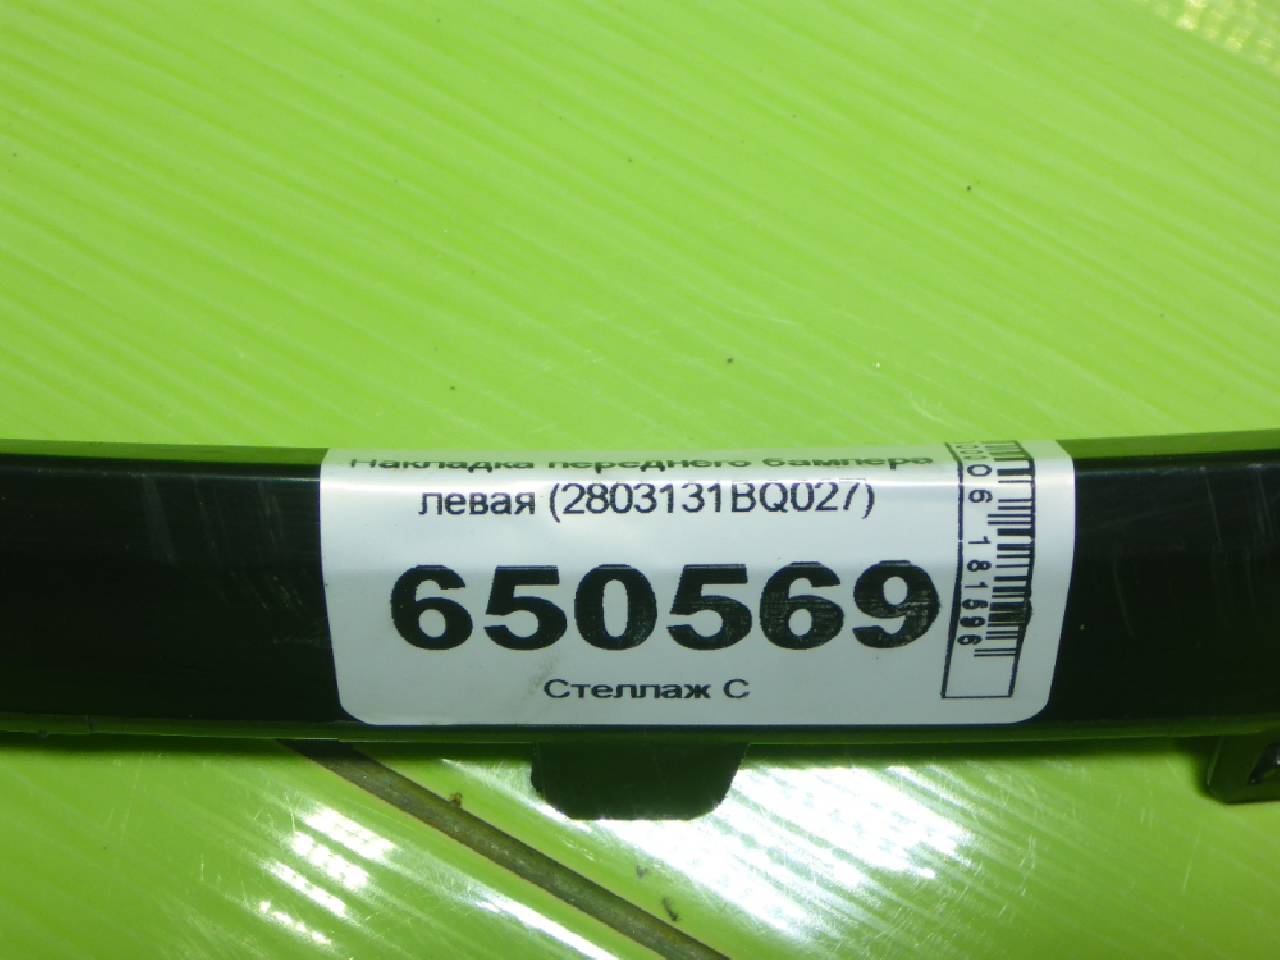 Накладка переднего бампера
левая (2803131BQ027)
650569
Стеллаж С